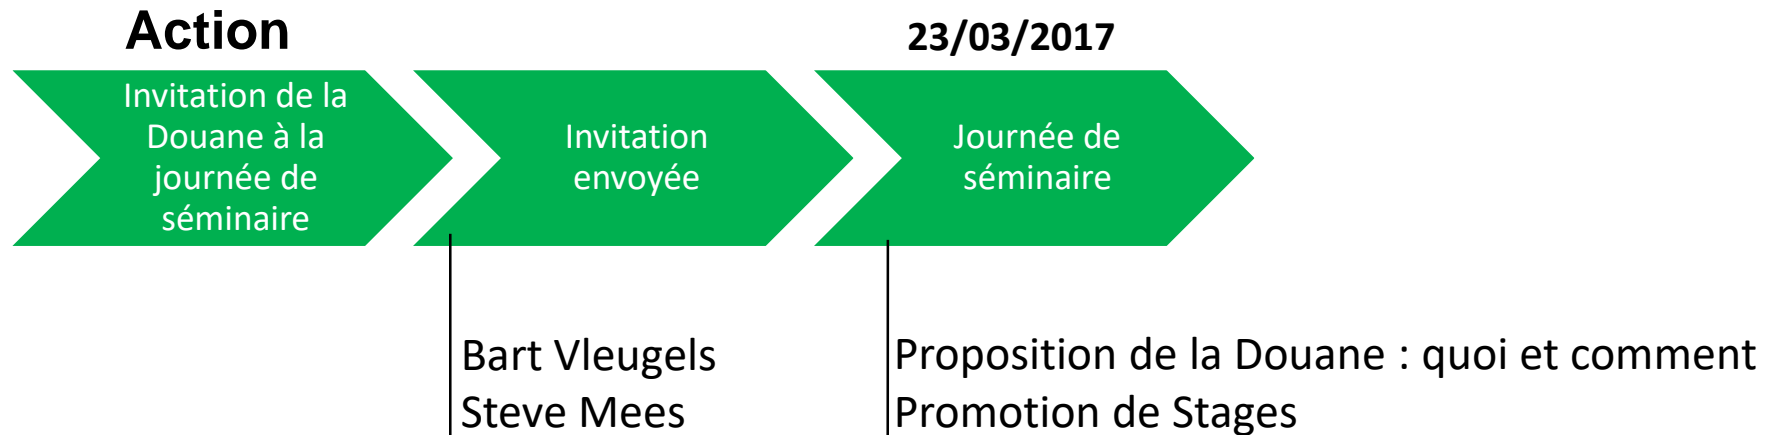 Action
23/03/2017
Invitation de la
Douane à la
journée de
séminaire
Invitation
envoyée
Journée de
séminaire
Bart Vleugels
Steve Mees
Proposition de la Douane : quoi et comment
Promotion de Stages